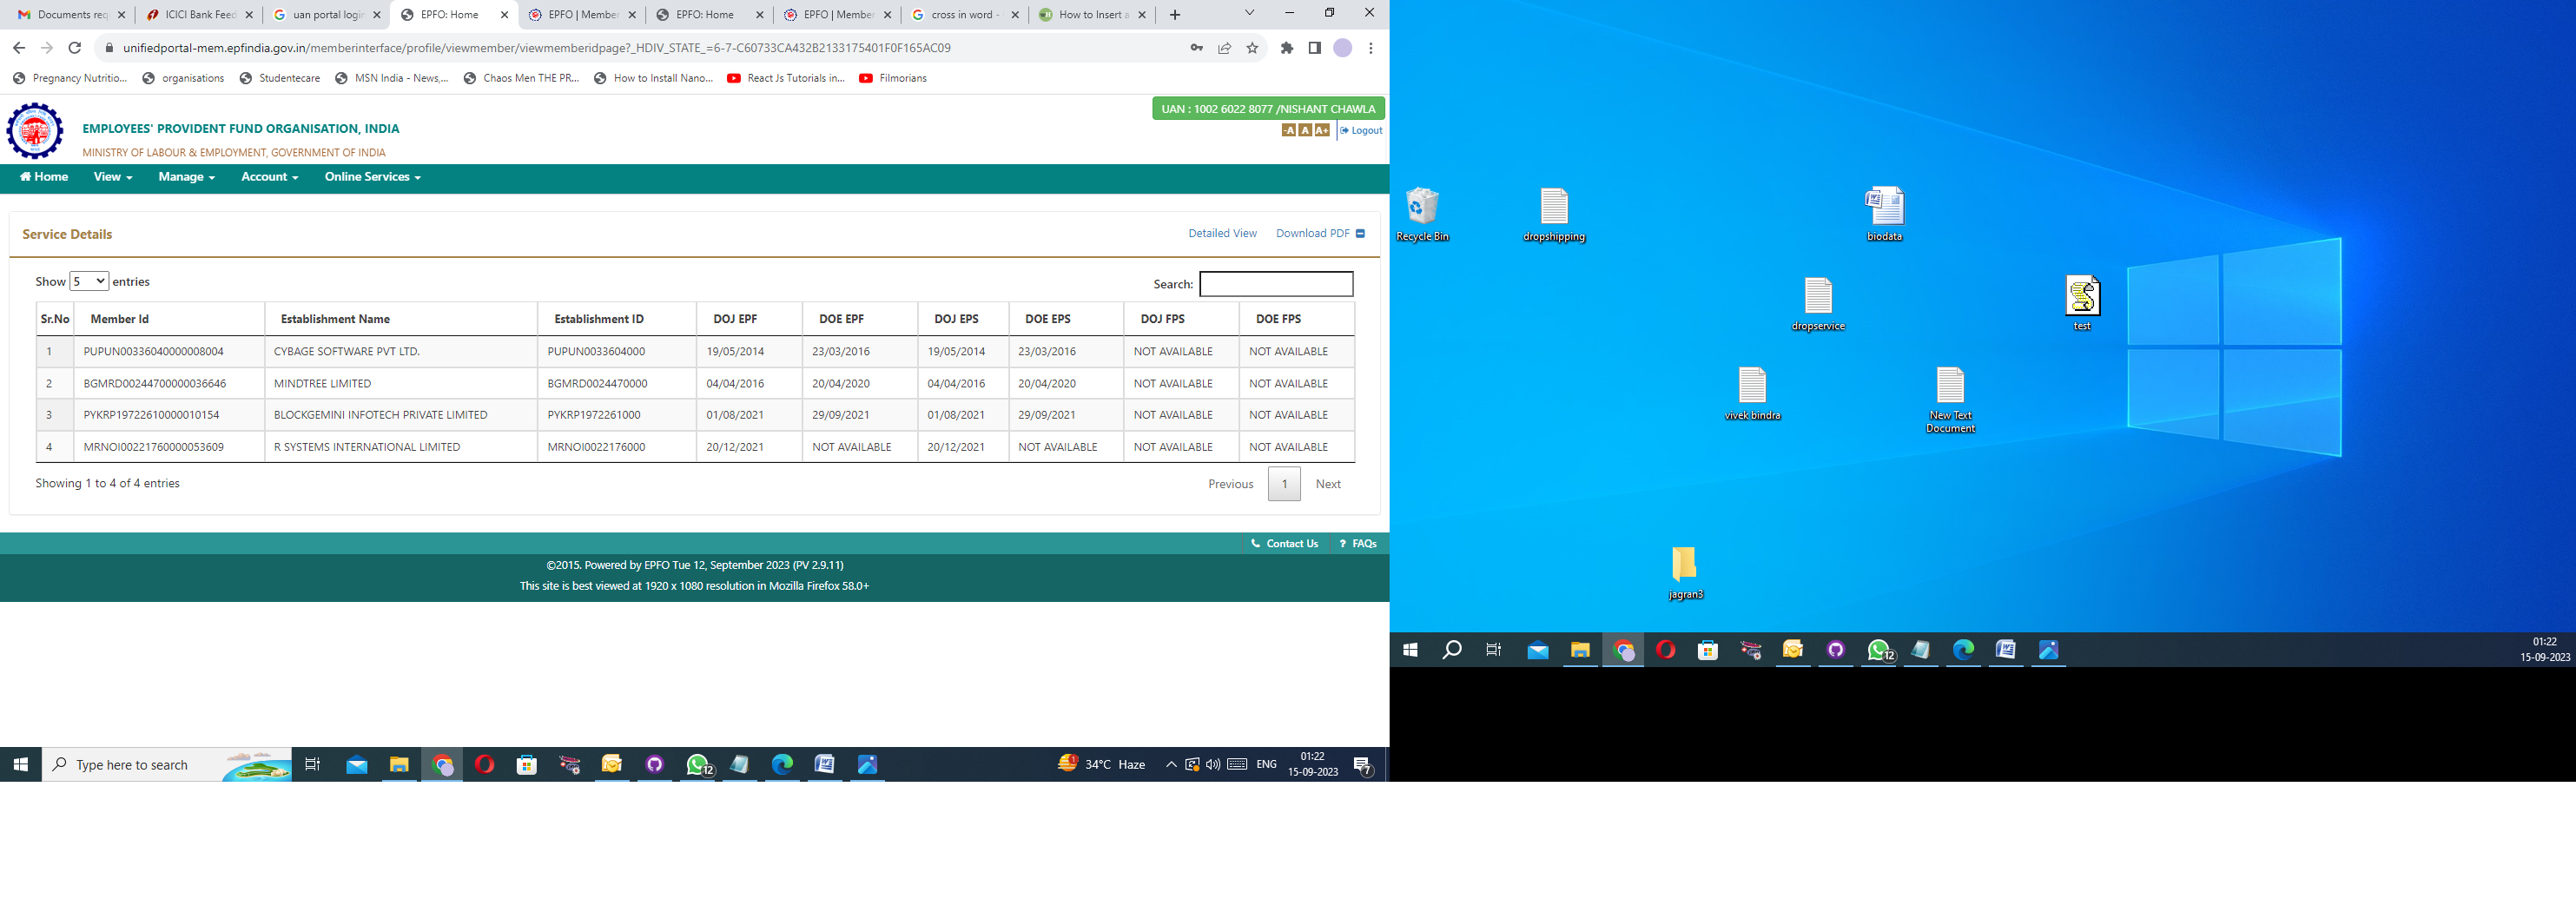 Documents req
ICICI Bank Feed
uan portal login
EPFO: Home
EPFO | Member
EPFO: Home
EPFO | Member
cross in word -
How to Insert a
unifiedportal-mem.epfindia.gov.in/memberinterface/profile/viewmember/viewmemberidpage?_HDIV_STATE_=6-7-C60733CA432B2133175401F0F165AC09
Pregnancy Nutritio... organisations Studentecare MSN India - News,... Chaos Men THE PR... How to Install Nano... React Js Tutorials in... Filmorians
UAN : 1002 6022 8077 /NISHANT CHAWLA
EMPLOYEES' PROVIDENT FUND ORGANISATION, INDIA
-A A A+ Logout
MINISTRY OF LABOUR & EMPLOYMENT, GOVERNMENT OF INDIA
Home View Manage Account Online Services
Service Details
Detailed View Download PDF
Show 5 entries
Search:
Sr.No Member Id Establishment Name Establishment ID DOJ EPF DOE EPF DOJ EPS DOE EPS DOJ FPS DOE FPS
1 PUPUN00336040000008004 CYBAGE SOFTWARE PVT LTD. PUPUN0033604000 19/05/2014 23/03/2016 19/05/2014 23/03/2016 NOT AVAILABLE NOT AVAILABLE
2 BGMRD00244700000036646 MINDTREE LIMITED BGMRD0024470000 04/04/2016 20/04/2020 04/04/2016 20/04/2020 NOT AVAILABLE NOT AVAILABLE
3 PYKRP19722610000010154 BLOCKGEMINI INFOTECH PRIVATE LIMITED PYKRP1972261000 01/08/2021 29/09/2021 01/08/2021 29/09/2021 NOT AVAILABLE NOT AVAILABLE
4 MRNOI00221760000053609 R SYSTEMS INTERNATIONAL LIMITED MRNOI0022176000 20/12/2021 NOT AVAILABLE 20/12/2021 NOT AVAILABLE NOT AVAILABLE NOT AVAILABLE
Showing 1 to 4 of 4 entries
Previous 1 Next
Contact Us ? FAQs
©2015. Powered by EPFO Tue 12, September 2023 (PV 2.9.11)
This site is best viewed at 1920 x 1080 resolution in Mozilla Firefox 58.0+
Type here to search
12
34°C Haze
ENG
01:22
15-09-2023
7
Recycle Bin
dropshipping
biodata
dropservice
test
vivek bindra
New Text
Document
jagran3
12
01:22
15-09-2023